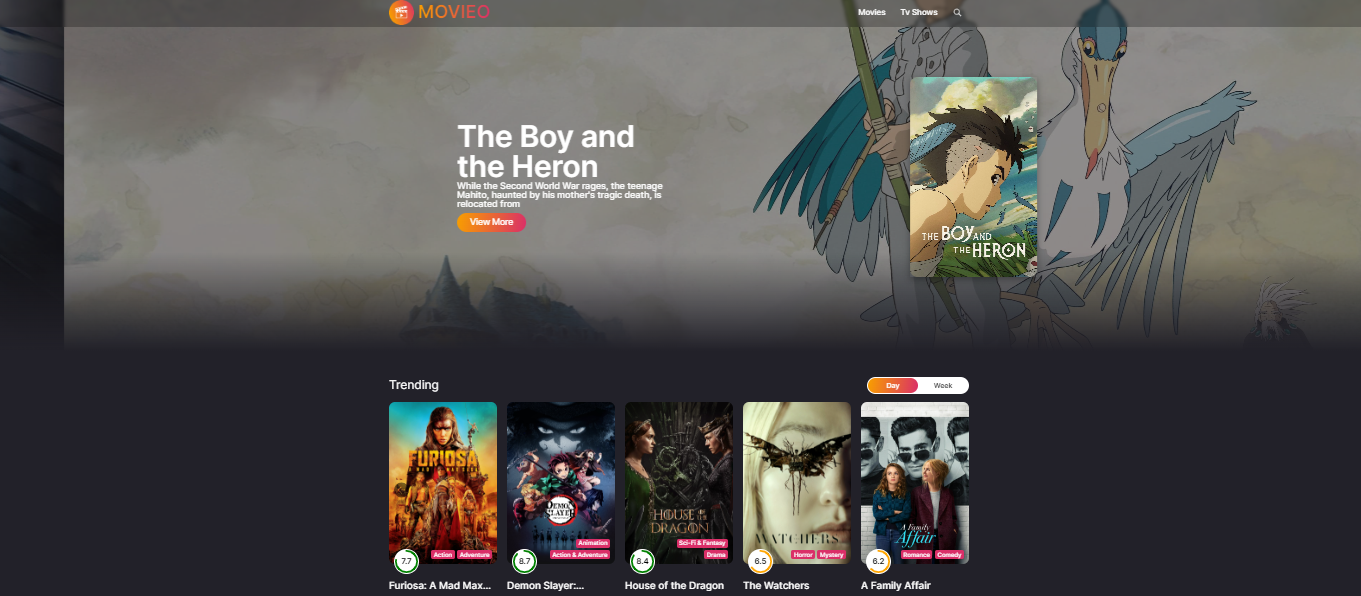 MOVIEO
Movies
Tv Shows
The Boy and
the Heron
While the Second World War rages, the teenage
Mahito, haunted by his mother's tragic death, is
relocated from
View More
THE BOY AND
THE HERON
Trending
Day
Week
FURIOSA
DEMON
SLAYER
HOUSE OF THE
DRAGON
WATCHERS
A Family
Affair
Animation
Sci-Fi & Fantasy
Action
Adventure
Action & Adventure
Drama
Horror
Mystery
Romance
Comedy
7.7
8.7
8.4
6.5
6.2
Furiosa: A Mad Max...
Demon Slayer:...
House of the Dragon
The Watchers
A Family Affair